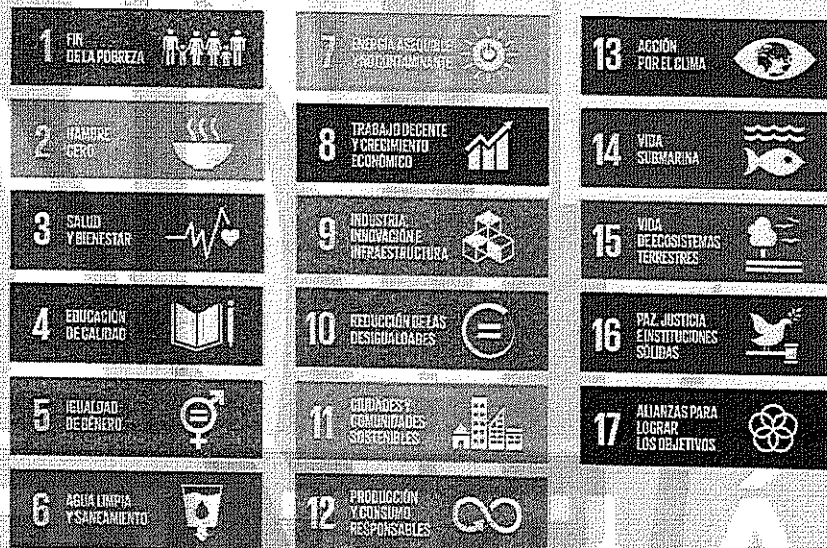 1 FIN
DE LA POBREZA
2 HAMBRE
CERO
3 SALUD
Y BIENESTAR
4 EDUCACIÓN
DE CALIDAD
5 IGUALDAD
DE GÉNERO
6 AGUA LIMPIA
Y SANEAMIENTO
7 ENERGÍA ASEQUIBLE
Y NO CONTAMINANTE
8 TRABAJO DECENTE
Y CRECIMIENTO
ECONÓMICO
9 INDUSTRIA,
INNOVACIÓN E
INFRAESTRUCTURA
10 REDUCCIÓN DE LAS
DESIGUALDADES
11 CIUDADES Y
COMUNIDADES
SOSTENIBLES
12 PRODUCCIÓN
Y CONSUMO
RESPONSABLES
13 ACCIÓN
POR EL CLIMA
14 VIDA
SUBMARINA
15 VIDA
DE ECOSISTEMAS
TERRESTRES
16 PAZ, JUSTICIA
E INSTITUCIONES
SÓLIDAS
17 ALIANZAS PARA
LOGRAR
LOS OBJETIVOS